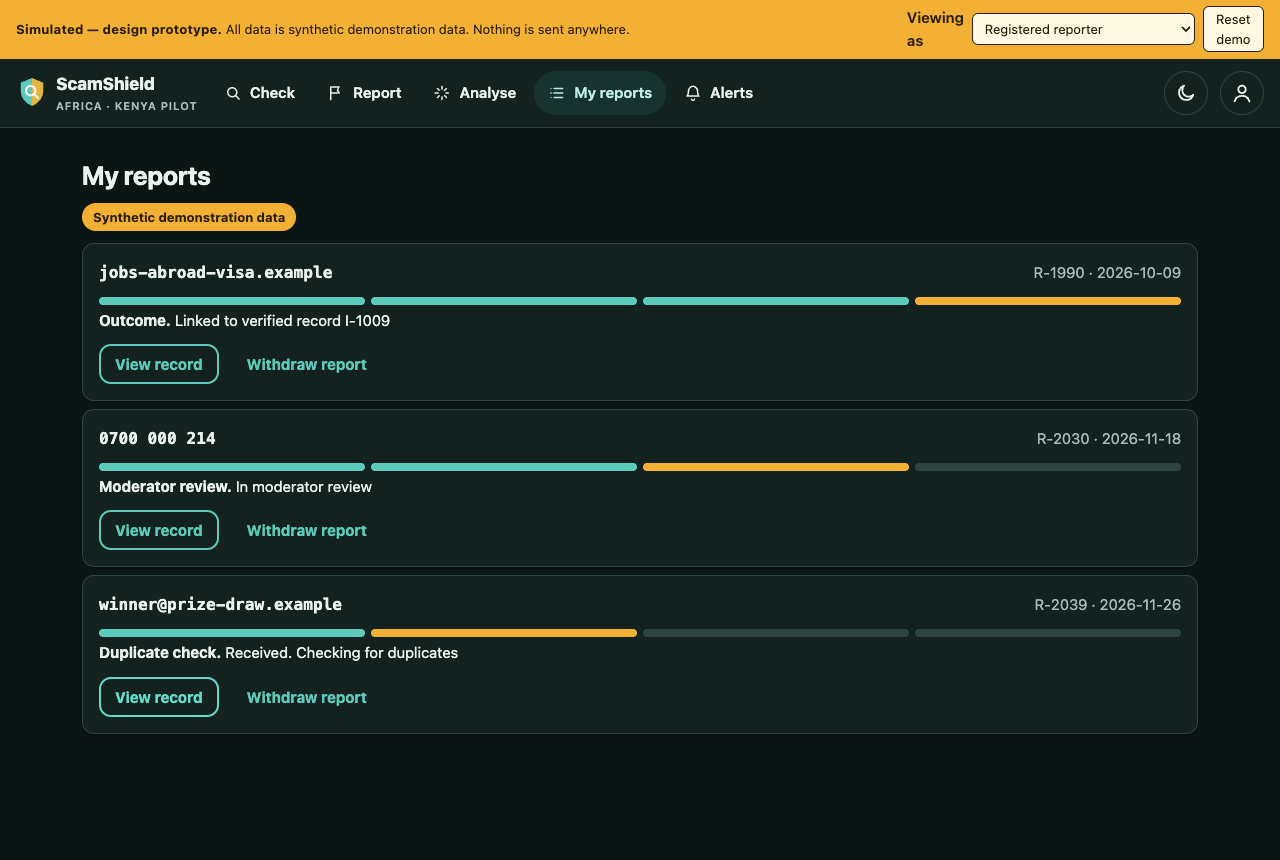 Simulated — design prototype. All data is synthetic demonstration data. Nothing is sent anywhere.
Viewing as
Registered reporter
Reset demo
ScamShield
AFRICA · KENYA PILOT
Check
Report
Analyse
My reports
Alerts
My reports
Synthetic demonstration data
jobs-abroad-visa.example
R-1990 · 2026-10-09
Outcome. Linked to verified record I-1009
View record
Withdraw report
0700 000 214
R-2030 · 2026-11-18
Moderator review. In moderator review
View record
Withdraw report
winner@prize-draw.example
R-2039 · 2026-11-26
Duplicate check. Received. Checking for duplicates
View record
Withdraw report